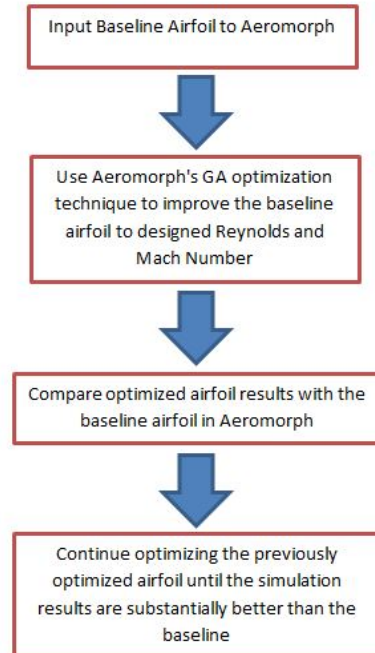 Input Baseline Airfoil to Aeromorph
Use Aeromorph's GA optimization
technique to improve the baseline
airfoil to designed Reynolds and
Mach Number
Compare optimized airfoil results with the
baseline airfoil in Aeromorph
Continue optimizing the previously
optimized airfoil until the simulation
results are substantially better than the
baseline